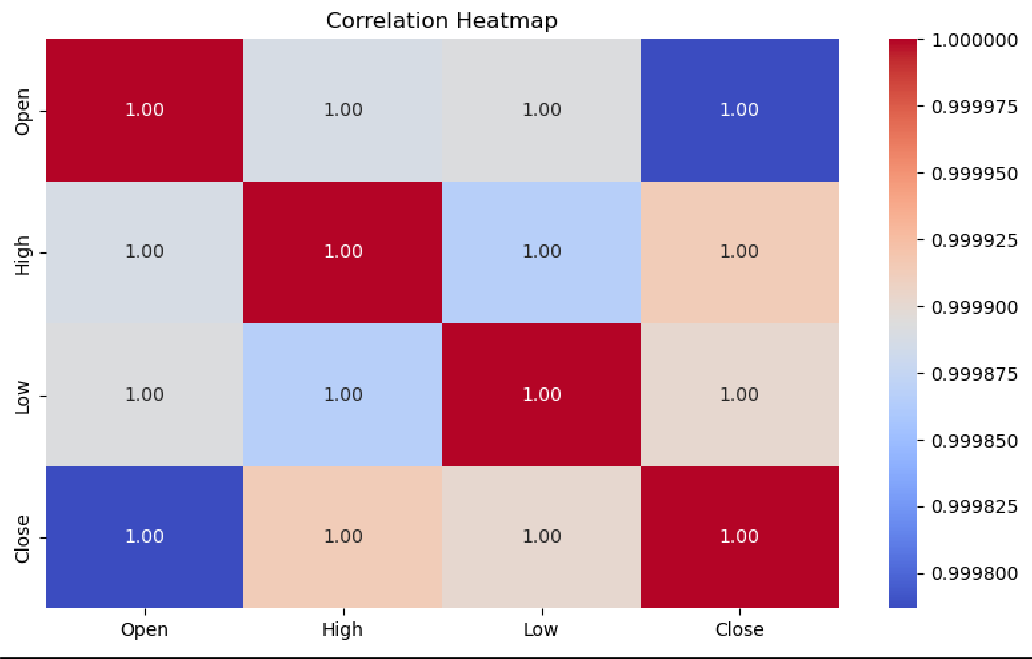 Correlation Heatmap
Open 1.00 1.00 1.00 1.00
High 1.00 1.00 1.00 1.00
Low 1.00 1.00 1.00 1.00
Close 1.00 1.00 1.00 1.00
Open High Low Close
1.000000
0.999975
0.999950
0.999925
0.999900
0.999875
0.999850
0.999825
0.999800